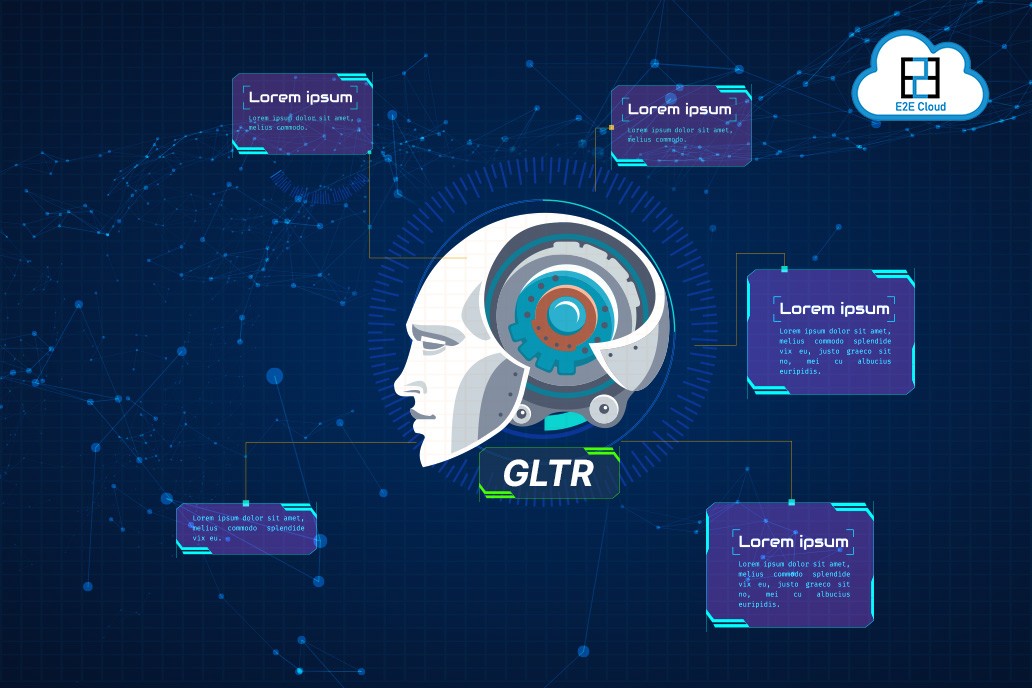 E2E
E2E Cloud
Lorem ipsum
Lorem ipsum dolor sit amet,
melius commodo.
Lorem ipsum
Lorem ipsum dolor sit amet,
melius commodo.
Lorem ipsum
Lorem ipsum dolor sit amet,
melius commodo splendide
vix eu, justo graeco sit
no, mei cu albucius
euripidis.
GLTR
Lorem ipsum dolor sit amet,
melius commodo splendide
vix eu.
Lorem ipsum
Lorem ipsum dolor sit amet,
melius commodo splendide
vix eu, justo graeco sit
no, mei cu albucius
euripidis.